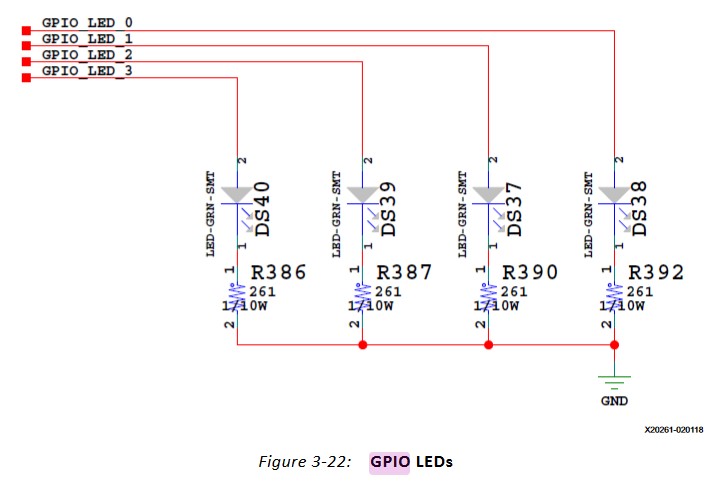 GPIO_LED_0
GPIO_LED_1
GPIO_LED_2
GPIO_LED_3
2 2 2 2
LED-GRN-SMT DS40 LED-GRN-SMT DS39 LED-GRN-SMT DS37 LED-GRN-SMT DS38
1 1 1 1
1 R386 1 R387 1 R390 1 R392
261 261 261 261
1/10W 1/10W 1/10W 1/10W
2 2 2 2
GND
X20261-020118
Figure 3-22: GPIO LEDs